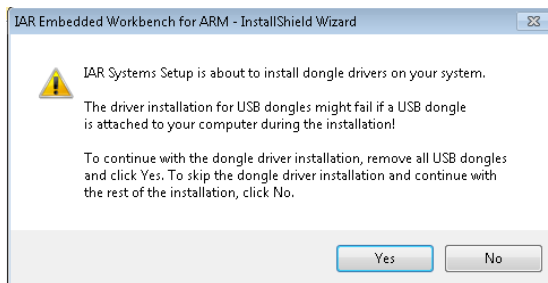 IAR Embedded Workbench for ARM - InstallShield Wizard
IAR Systems Setup is about to install dongle drivers on your system.
The driver installation for USB dongles might fail if a USB dongle
is attached to your computer during the installation!
To continue with the dongle driver installation, remove all USB dongles
and click Yes. To skip the dongle driver installation and continue with
the rest of the installation, click No.
Yes No